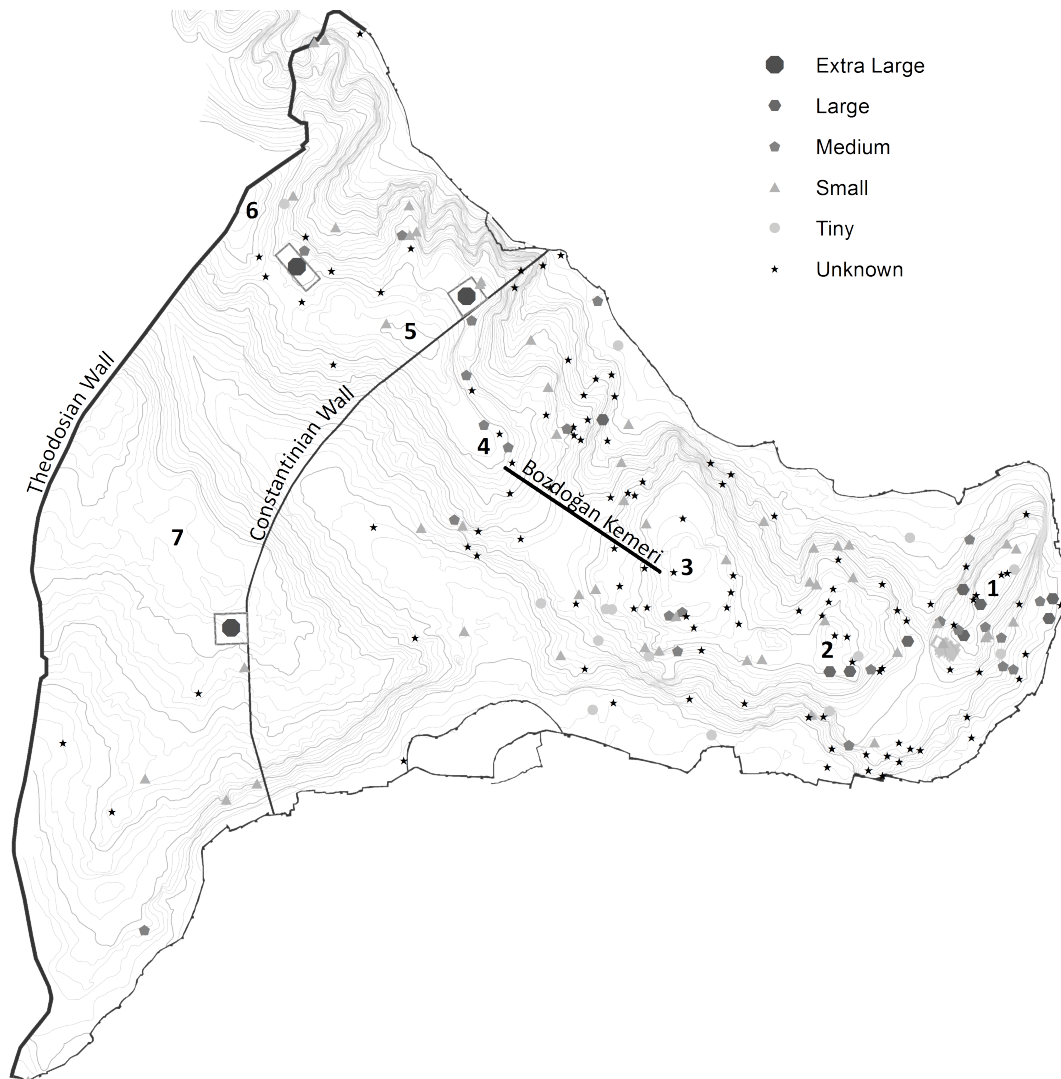 Extra Large
Large
Medium
Small
Tiny
Unknown
6
5
Theodosian Wall
Constantinian Wall
4
Bozdoğan Kemeri
7
3
1
2